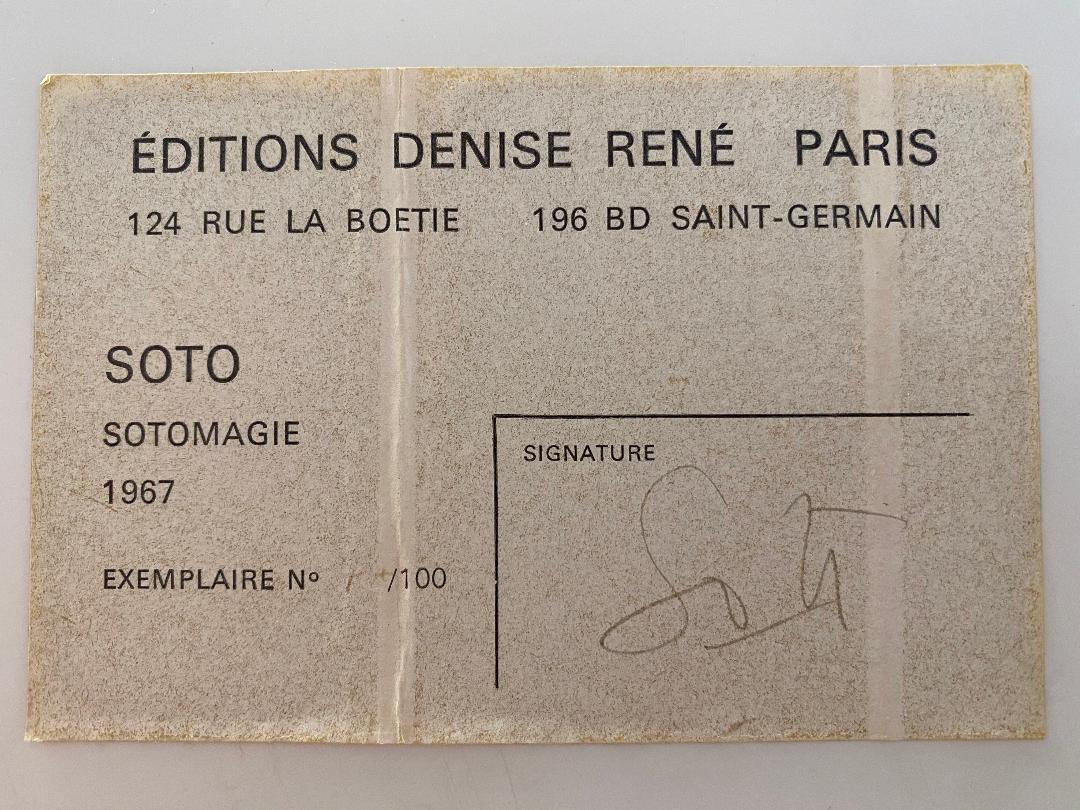 ÉDITIONS DENISE RENÉ PARIS
124 RUE LA BOETIE 196 BD SAINT-GERMAIN
SOTO
SOTOMAGIE
1967
SIGNATURE
Soto
EXEMPLAIRE Nº /100